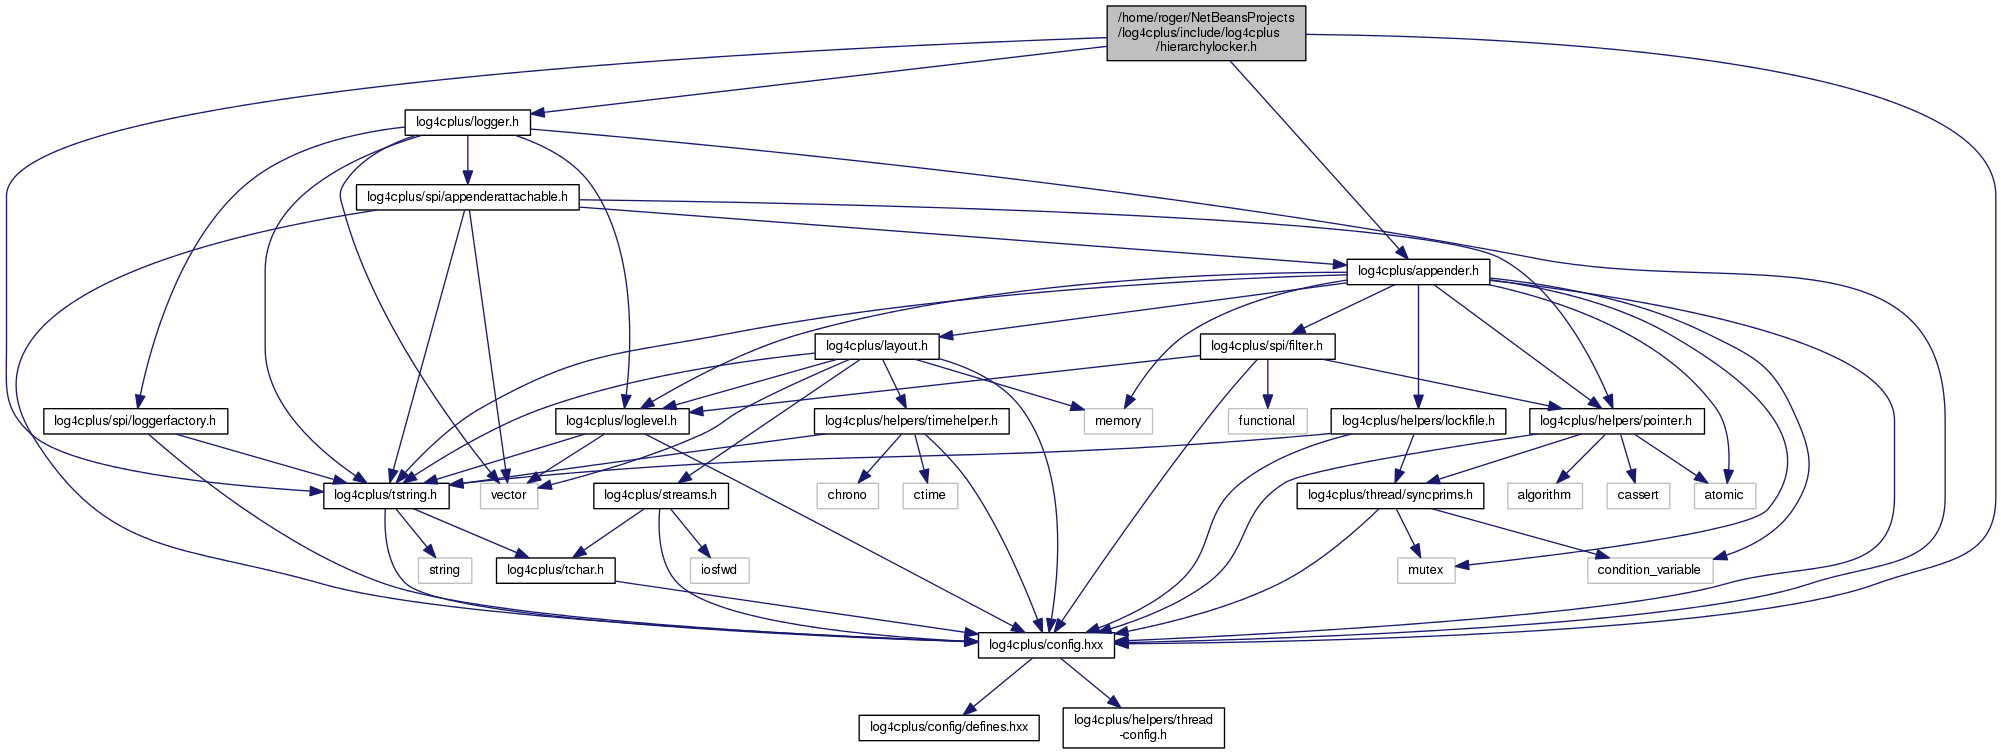 /home/roger/NetBeansProjects
/log4cplus/include/log4cplus
/hierarchylocker.h
log4cplus/logger.h
log4cplus/spi/appenderattachable.h
log4cplus/appender.h
log4cplus/layout.h
log4cplus/spi/filter.h
log4cplus/spi/loggerfactory.h
log4cplus/loglevel.h
log4cplus/helpers/timehelper.h
memory
functional
log4cplus/helpers/lockfile.h
log4cplus/helpers/pointer.h
log4cplus/tstring.h
vector
log4cplus/streams.h
chrono
ctime
log4cplus/thread/syncprims.h
algorithm
cassert
atomic
string
log4cplus/tchar.h
iosfwd
mutex
condition_variable
log4cplus/config.hxx
log4cplus/config/defines.hxx
log4cplus/helpers/thread
-config.h